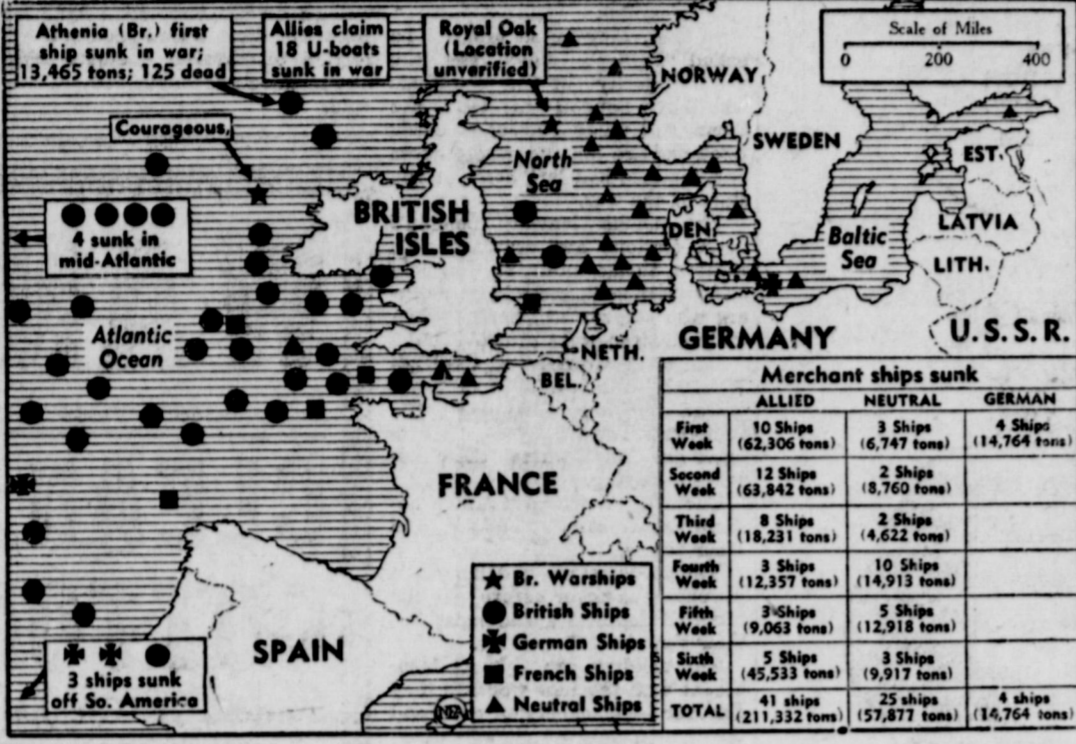 Athenia (Br.) first
ship sunk in war;
13,465 tons; 125 dead
Allies claim
18 U-boats
sunk in war
Royal Oak
(Location
unverified)
Scale of Miles
0 200 400
Courageous,
NORWAY
SWEDEN
North
Sea
EST.
LATVIA
LITH.
BRITISH
ISLES
DEN.
Baltic
Sea
4 sunk in
mid-Atlantic
Atlantic
Ocean
GERMANY
U.S.S.R.
NETH.
BEL.
FRANCE
SPAIN
3 ships sunk
off So. America
Br. Warships
British Ships
German Ships
French Ships
Neutral Ships
Merchant ships sunk
ALLIED NEUTRAL GERMAN
First 10 Ships 3 Ships 4 Ships
Week (62,306 tons) (6,747 tons) (14,764 tons)
Second 12 Ships 2 Ships
Week (63,842 tons) (8,760 tons)
Third 8 Ships 2 Ships
Week (18,231 tons) (4,622 tons)
Fourth 3 Ships 10 Ships
Week (12,357 tons) (14,913 tons)
Fifth 3 Ships 5 Ships
Week (9,063 tons) (12,918 tons)
Sixth 5 Ships 3 Ships
Week (45,533 tons) (9,917 tons)
TOTAL 41 ships 25 ships 4 ships
(211,332 tons) (57,877 tons) (14,764 tons)